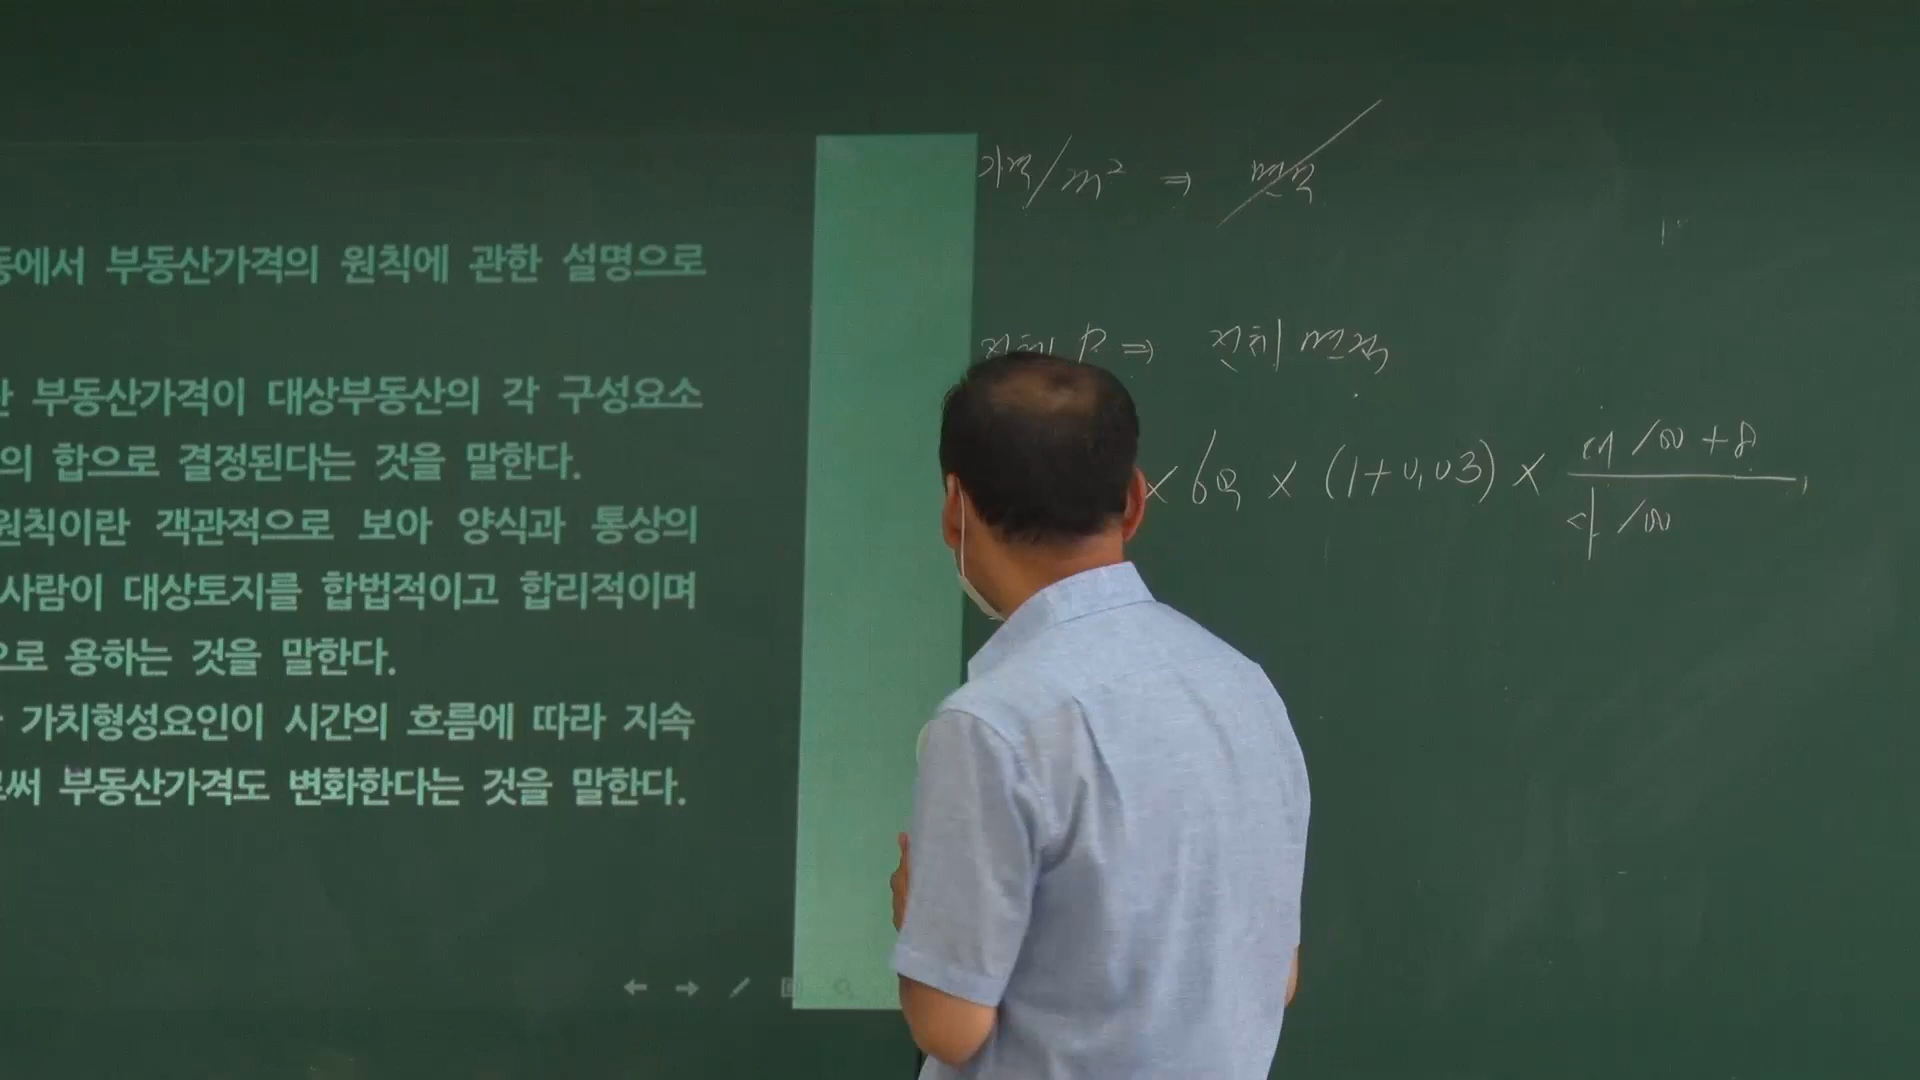 동에서 부동산가격의 원칙에 관한 설명으로
부동산가격이 대상부동산의 각 구성요소
의 합으로 결정된다는 것을 말한다.
원칙이란 객관적으로 보아 양식과 통상의
사람이 대상토지를 합법적이고 합리적이며
으로 용하는 것을 말한다.
가치형성요인이 시간의 흐름에 따라 지속
로써 부동산가격도 변화한다는 것을 말한다.
가격/m² ⇒ 면적
전체 P ⇒ 전체 면적
× 6억 × (1+0,03) × 대 100 + 8
사 100